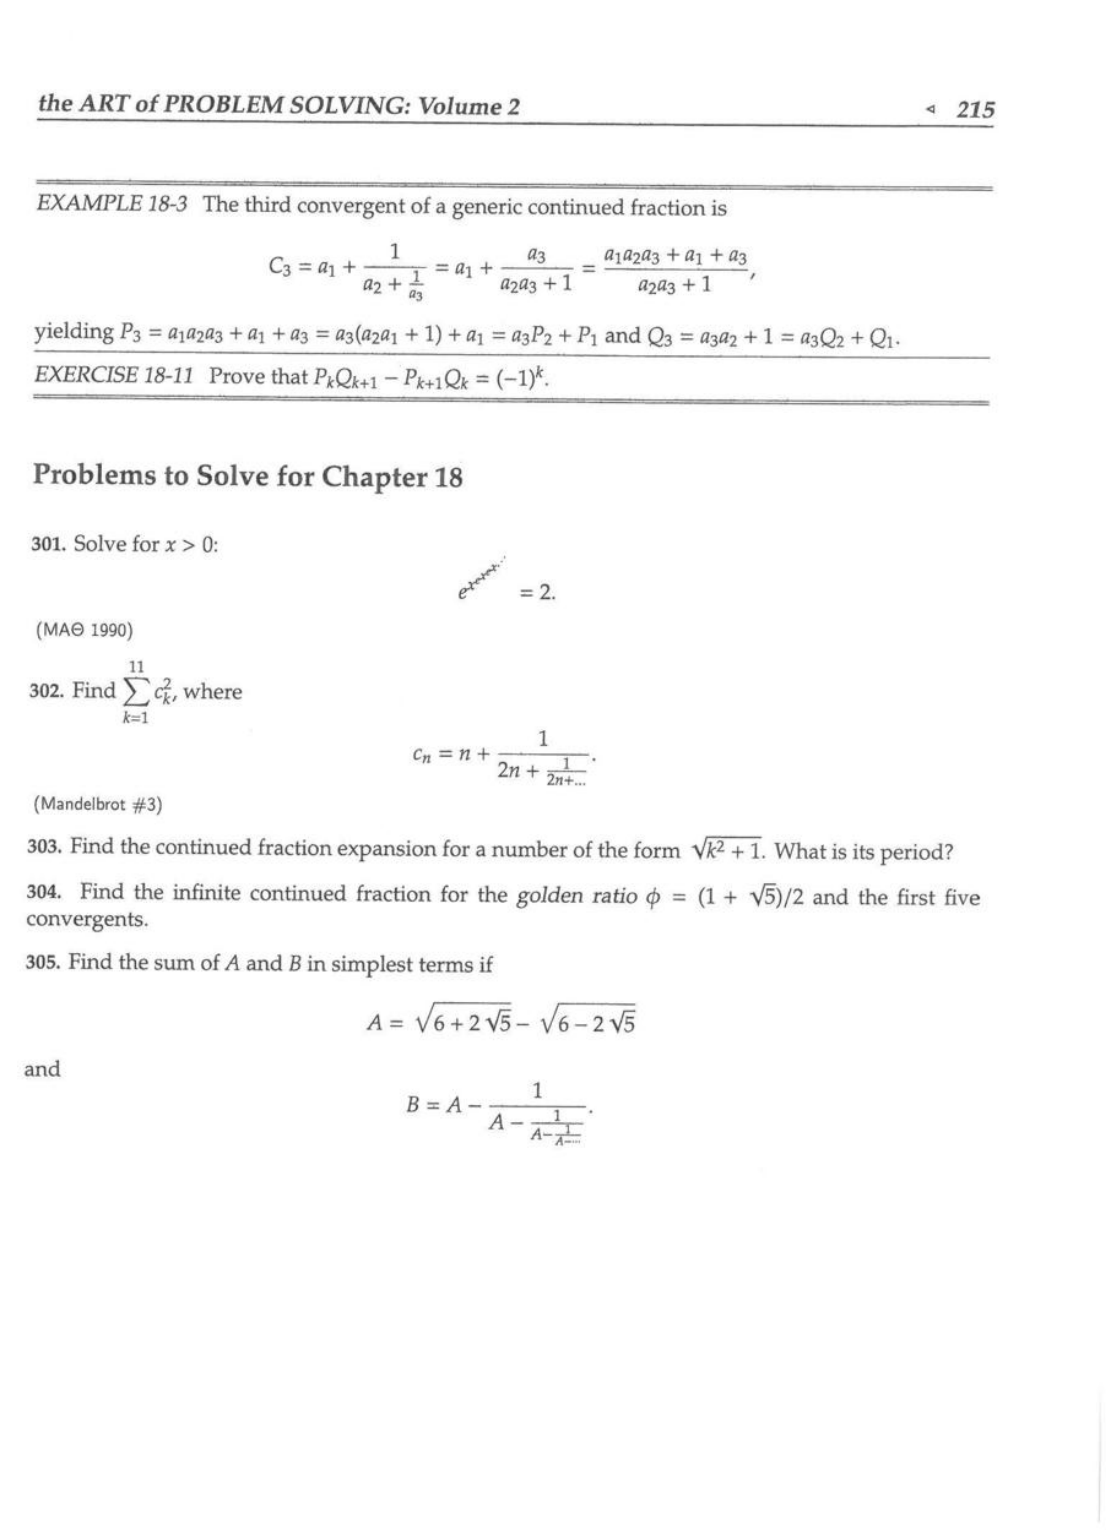 the ART of PROBLEM SOLVING: Volume 2 ◃ 215
EXAMPLE 18-3 The third convergent of a generic continued fraction is
C₃ = a₁ + 1/(a₂ + 1/a₃) = a₁ + a₃/(a₂a₃ + 1) = (a₁a₂a₃ + a₁ + a₃)/(a₂a₃ + 1),
yielding P₃ = a₁a₂a₃ + a₁ + a₃ = a₃(a₂a₁ + 1) + a₁ = a₃P₂ + P₁ and Q₃ = a₃a₂ + 1 = a₃Q₂ + Q₁.
EXERCISE 18-11 Prove that PₖQₖ₊₁ − Pₖ₊₁Qₖ = (−1)ᵏ.
Problems to Solve for Chapter 18
301. Solve for x > 0:
e^x^e^x^e^x^⋰ = 2.
(MAΘ 1990)
302. Find ∑_{k=1}^{11} cₖ², where
cₙ = n + 1/(2n + 1/(2n+...)).
(Mandelbrot #3)
303. Find the continued fraction expansion for a number of the form √(k² + 1). What is its period?
304. Find the infinite continued fraction for the golden ratio ϕ = (1 + √5)/2 and the first five
convergents.
305. Find the sum of A and B in simplest terms if
A = √(6 + 2√5) − √(6 − 2√5)
and
B = A − 1/(A − 1/(A − 1/(A−···))).